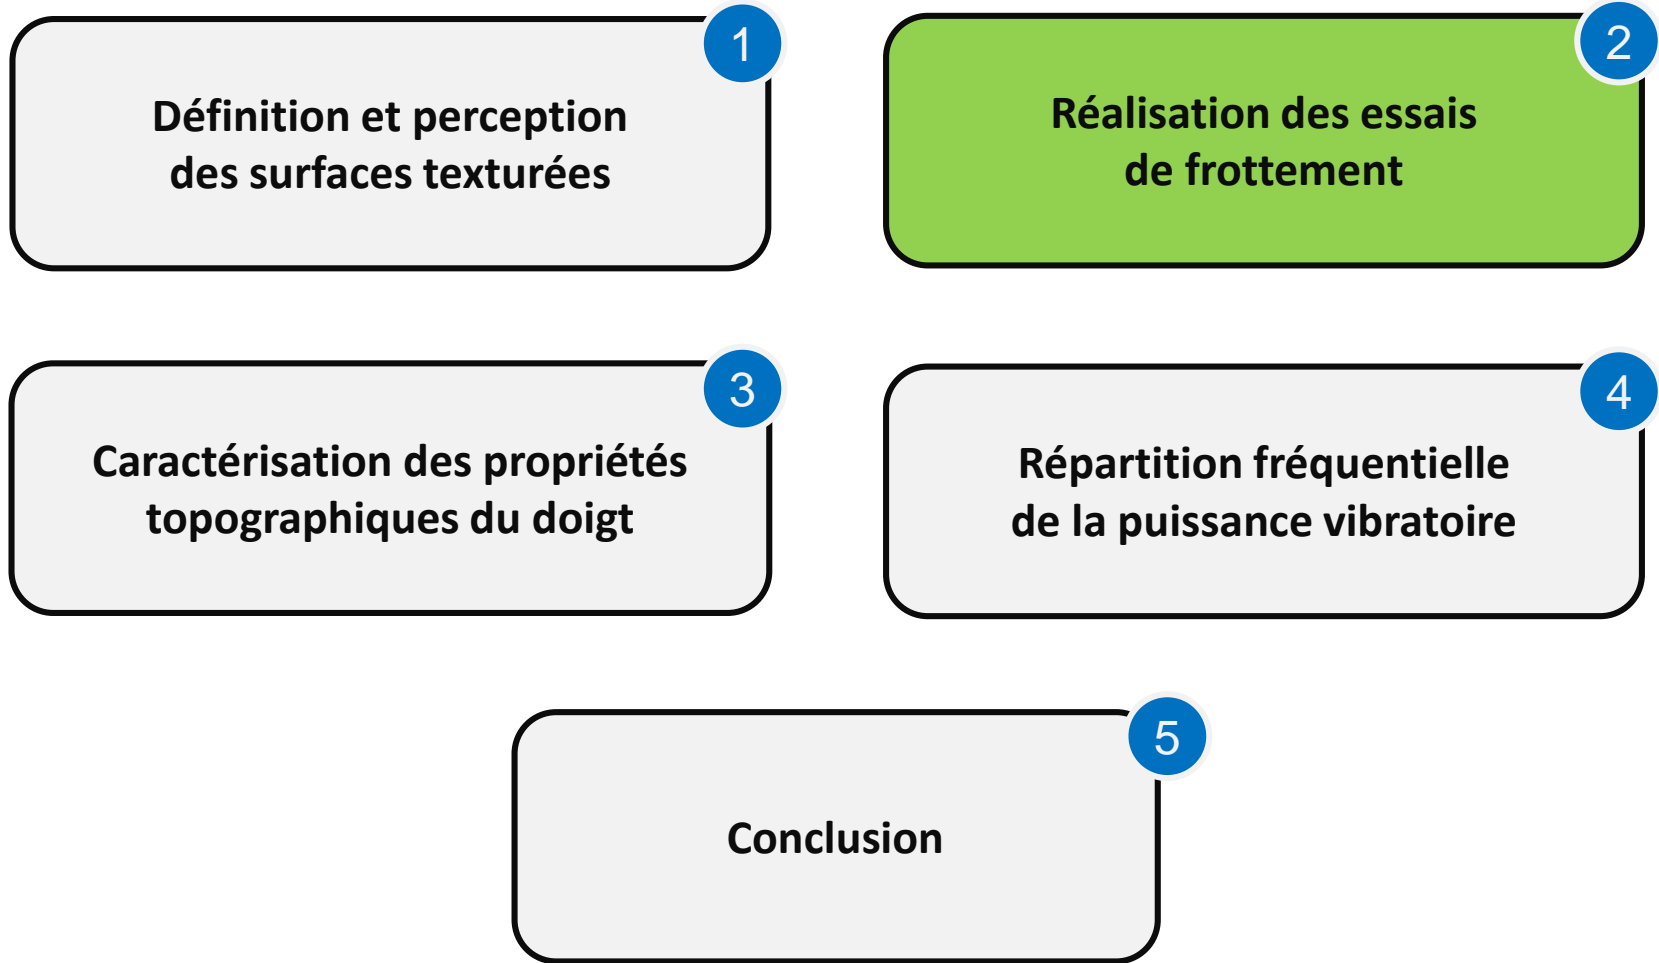 1
Définition et perception
des surfaces texturées
2
Réalisation des essais
de frottement
3
Caractérisation des propriétés
topographiques du doigt
4
Répartition fréquentielle
de la puissance vibratoire
5
Conclusion